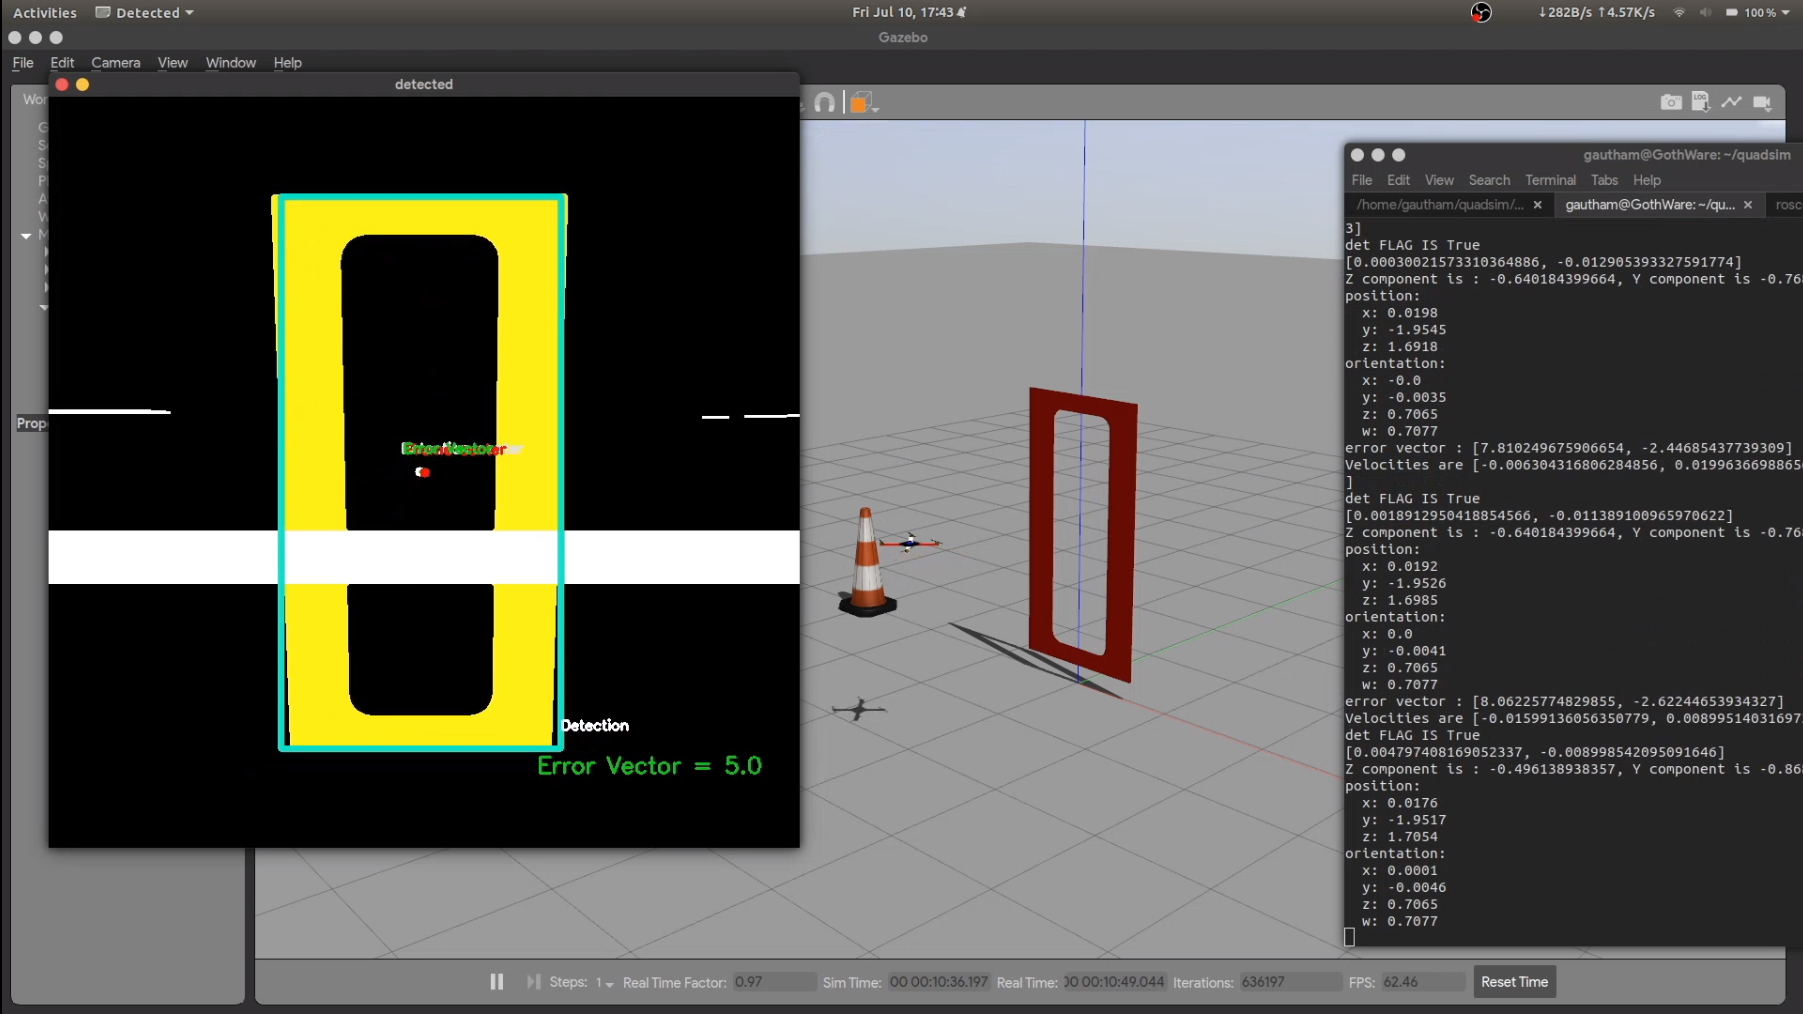 Activities Detected Fri Jul 10, 17:43 ↓282B/s ↑4.57K/s 100 %
Gazebo
File Edit Camera View Window Help
detected
Wor
G
S
S
P
A
W
M
Prope
Detection
Error Vector = 5.0
gautham@GothWare: ~/quadsim
File Edit View Search Terminal Tabs Help
/home/gautham/quadsim/... × gautham@GothWare: ~/qu... × rosc
3]
det FLAG IS True
[0.00030021573310364886, -0.012905393327591774]
Z component is : -0.640184399664, Y component is -0.768
position:
x: 0.0198
y: -1.9545
z: 1.6918
orientation:
x: -0.0
y: -0.0035
z: 0.7065
w: 0.7077
error vector : [7.810249675906654, -2.44685437739309]
Velocities are [-0.006304316806284856, 0.0199636698865
]
det FLAG IS True
[0.0018912950418854566, -0.011389100965970622]
Z component is : -0.640184399664, Y component is -0.768
position:
x: 0.0192
y: -1.9526
z: 1.6985
orientation:
x: 0.0
y: -0.0041
z: 0.7065
w: 0.7077
error vector : [8.06225774829855, -2.62244653934327]
Velocities are [-0.01599136056350779, 0.008995140316972
det FLAG IS True
[0.004797408169052337, -0.008998542095091646]
Z component is : -0.496138938357, Y component is -0.868
position:
x: 0.0176
y: -1.9517
z: 1.7054
orientation:
x: 0.0001
y: -0.0046
z: 0.7065
w: 0.7077
Steps: 1 Real Time Factor: 0.97 Sim Time: 00 00:10:36.197 Real Time: 00 00:10:49.044 Iterations: 636197 FPS: 62.46 Reset Time